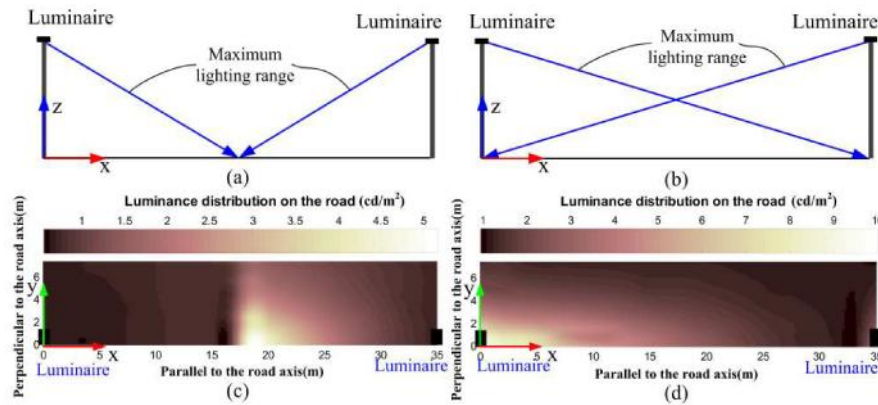 Luminaire
Luminaire
Maximum
lighting range
z
x
(a)
Luminaire
Luminaire
Maximum
lighting range
z
x
(b)
Luminance distribution on the road (cd/m²)
1 1.5 2 2.5 3 3.5 4 4.5 5
Perpendicular to the road axis(m)
6
y
4
2
0
x
0 5 10 15 20 25 30 35
Luminaire
Parallel to the road axis(m)
Luminaire
(c)
Luminance distribution on the road (cd/m²)
1 2 3 4 5 6 7 8 9 10
Perpendicular to the road axis(m)
6
y
4
2
0
x
0 5 10 15 20 25 30 35
Luminaire
Parallel to the road axis(m)
Luminaire
(d)